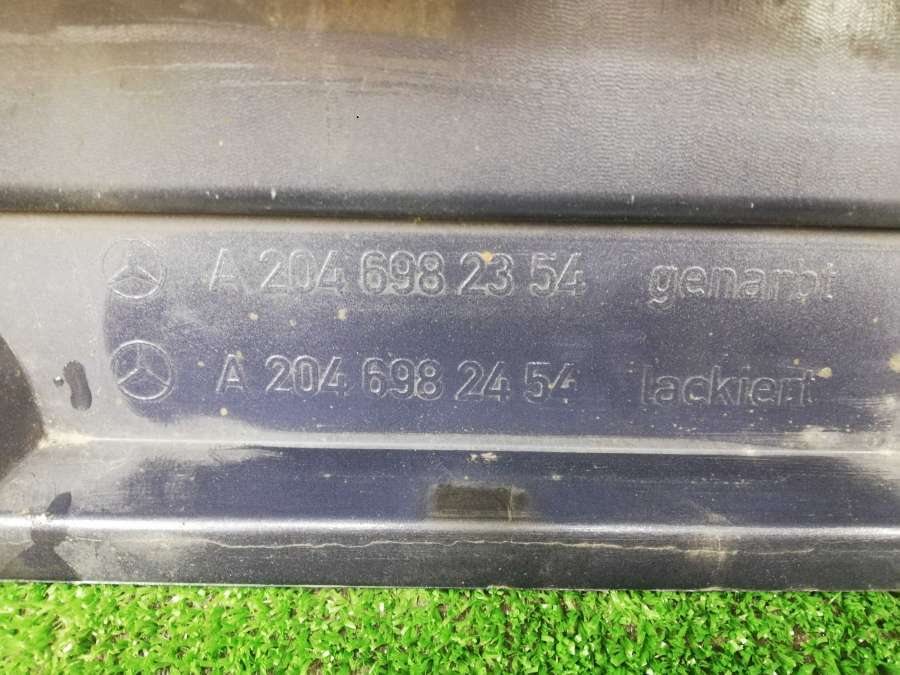 A 204 698 23 54 genarbt
A 204 698 24 54 lackiert